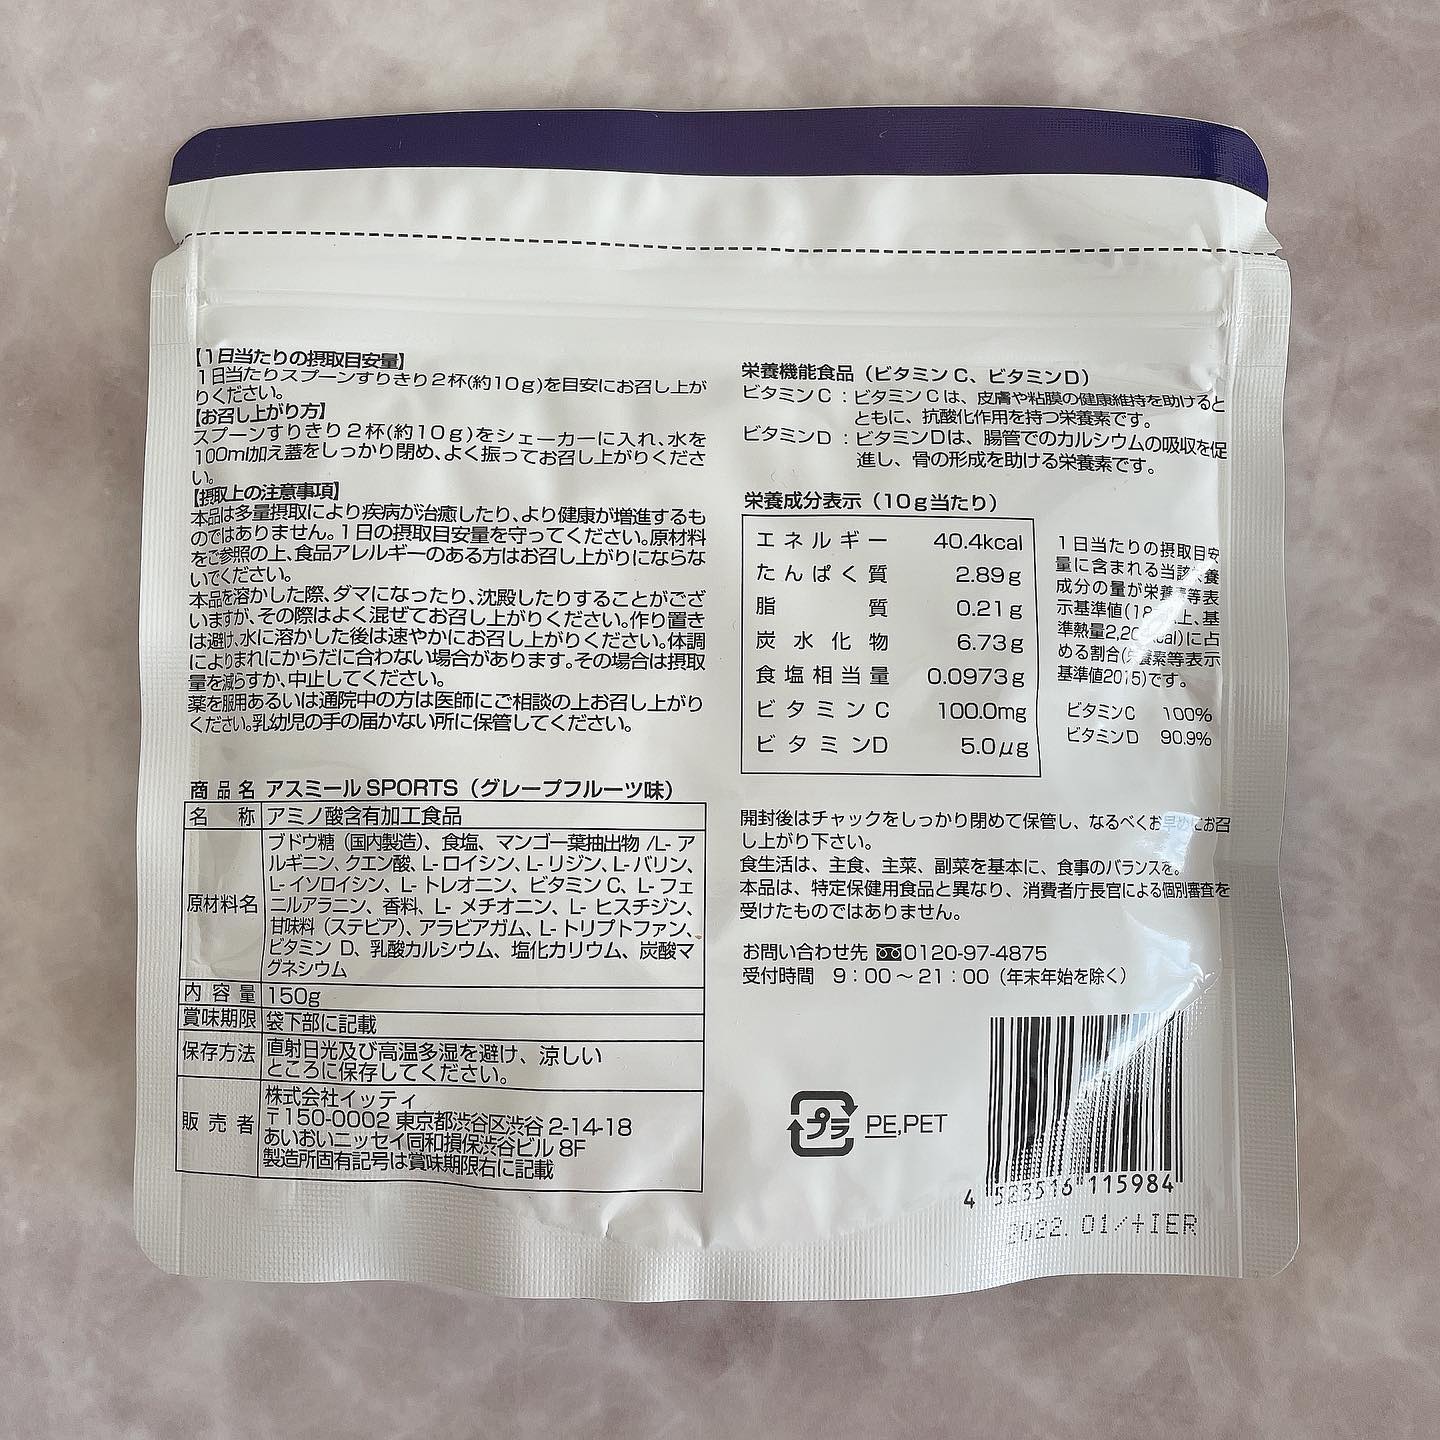 【1日当たりの摂取目安量】
1日当たりスプーンすりきり2杯(約10g)を目安にお召し上が
りください。
【お召し上がり方】
スプーンすりきり2杯(約10g)をシェーカーに入れ、水を
100ml加え蓋をしっかり閉め、よく振ってお召し上がりくださ
い。
【摂取上の注意事項】
本品は多量摂取により疾病が治癒したり、より健康が増進するも
のではありません。1日の摂取目安量を守ってください。原材料
をご参照の上、食品アレルギーのある方はお召し上がりにならな
いでください。
本品を溶かした際、ダマになったり、沈殿したりすることがござ
いますが、その際はよく混ぜてお召し上がりください。作り置き
は避け、水に溶かした後は速やかにお召し上がりください。体調
によりまれにからだに合わない場合があります。その場合は摂取
量を減らすか、中止してください。
薬を服用あるいは通院中の方は医師にご相談の上お召し上がり
ください。乳幼児の手の届かない所に保管してください。
商品名 アスミール SPORTS（グレープフルーツ味）
名称 アミノ酸含有加工食品
原材料名 ブドウ糖（国内製造）、食塩、マンゴー葉抽出物 /L- ア
ルギニン、クエン酸、L- ロイシン、L- リジン、L- バリン、
L- イソロイシン、L- トレオニン、ビタミン C、L- フェ
ニルアラニン、香料、L- メチオニン、L- ヒスチジン、
甘味料（ステビア）、アラビアガム、L- トリプトファン、
ビタミン D、乳酸カルシウム、塩化カリウム、炭酸マ
グネシウム
内容量 150g
賞味期限 袋下部に記載
保存方法 直射日光及び高温多湿を避け、涼しい
ところに保存してください。
販売者 株式会社イッティ
〒150-0002 東京都渋谷区渋谷 2-14-18
あいおいニッセイ同和損保渋谷ビル 8F
製造所固有記号は賞味期限右に記載
栄養機能食品（ビタミンC、ビタミンD）
ビタミンC：ビタミンCは、皮膚や粘膜の健康維持を助けると
ともに、抗酸化作用を持つ栄養素です。
ビタミンD：ビタミンDは、腸管でのカルシウムの吸収を促
進し、骨の形成を助ける栄養素です。
栄養成分表示（10g当たり）
エネルギー 40.4kcal
たんぱく質 2.89g
脂質 0.21g
炭水化物 6.73g
食塩相当量 0.0973g
ビタミンC 100.0mg
ビタミンD 5.0μg
1日当たりの摂取目安
量に含まれる当該栄養
成分の量が栄養素等表
示基準値(18上、基
準熱量2,20cal)に占
める割合(栄養素等表示
基準値2015)です。
ビタミンC 100%
ビタミンD 90.9%
開封後はチャックをしっかり閉めて保管し、なるべくお早めにお召
し上がり下さい。
食生活は、主食、主菜、副菜を基本に、食事のバランスを。
本品は、特定保健用食品と異なり、消費者庁長官による個別審査を
受けたものではありません。
お問い合わせ先 0120-97-4875
受付時間 9：00～21：00（年末年始を除く）
プラ PE,PET
4 523516 115984
2022. 01/+IER